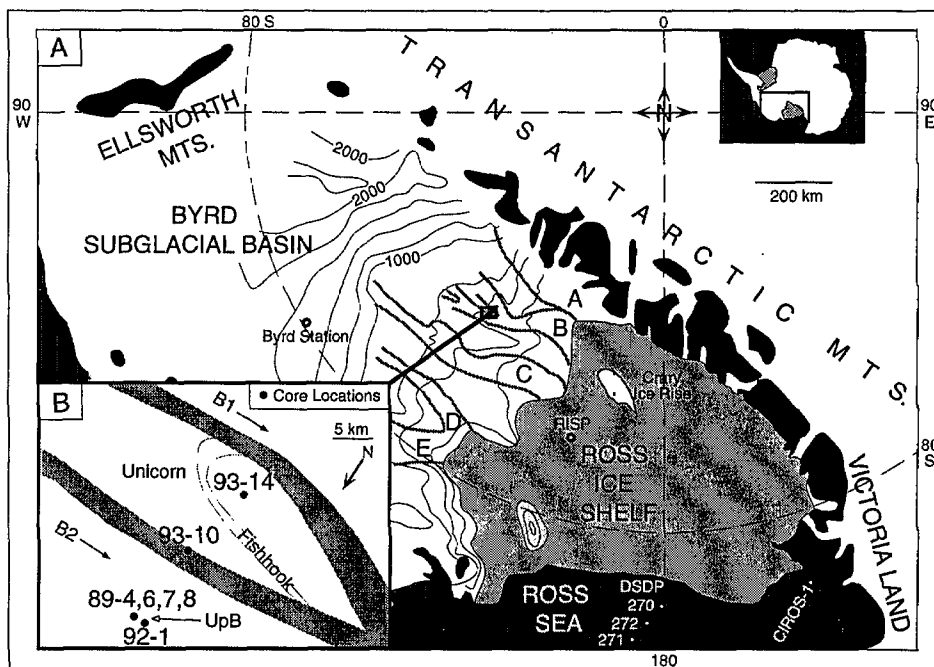 A
80 S
0
90
W
90
E
N
TRANSANTARCTIC MTS.
ELLSWORTH
MTS.
200 km
2000
2000
BYRD
SUBGLACIAL BASIN
1000
Byrd Station
A
B
C
D
E
Crary
Ice Rise
RISP
ROSS
ICE
SHELF
80
S
VICTORIA LAND
ROSS
SEA
DSDP
270
272
271
CIROS-1
180
B
B1
Core Locations
5 km
N
Unicorn
93-14
Fishhook
93-10
B2
89-4,6,7,8
UpB
92-1